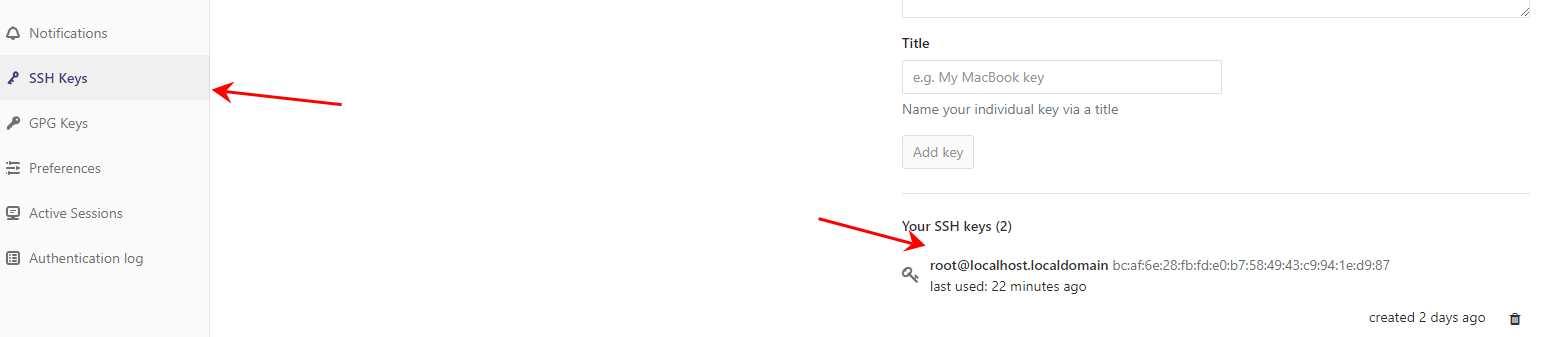 Notifications
SSH Keys
GPG Keys
Preferences
Active Sessions
Authentication log
Title
e.g. My MacBook key
Name your individual key via a title
Add key
Your SSH keys (2)
root@localhost.localdomain bc:af:6e:28:fb:fd:e0:b7:58:49:43:c9:94:1e:d9:87
last used: 22 minutes ago
created 2 days ago